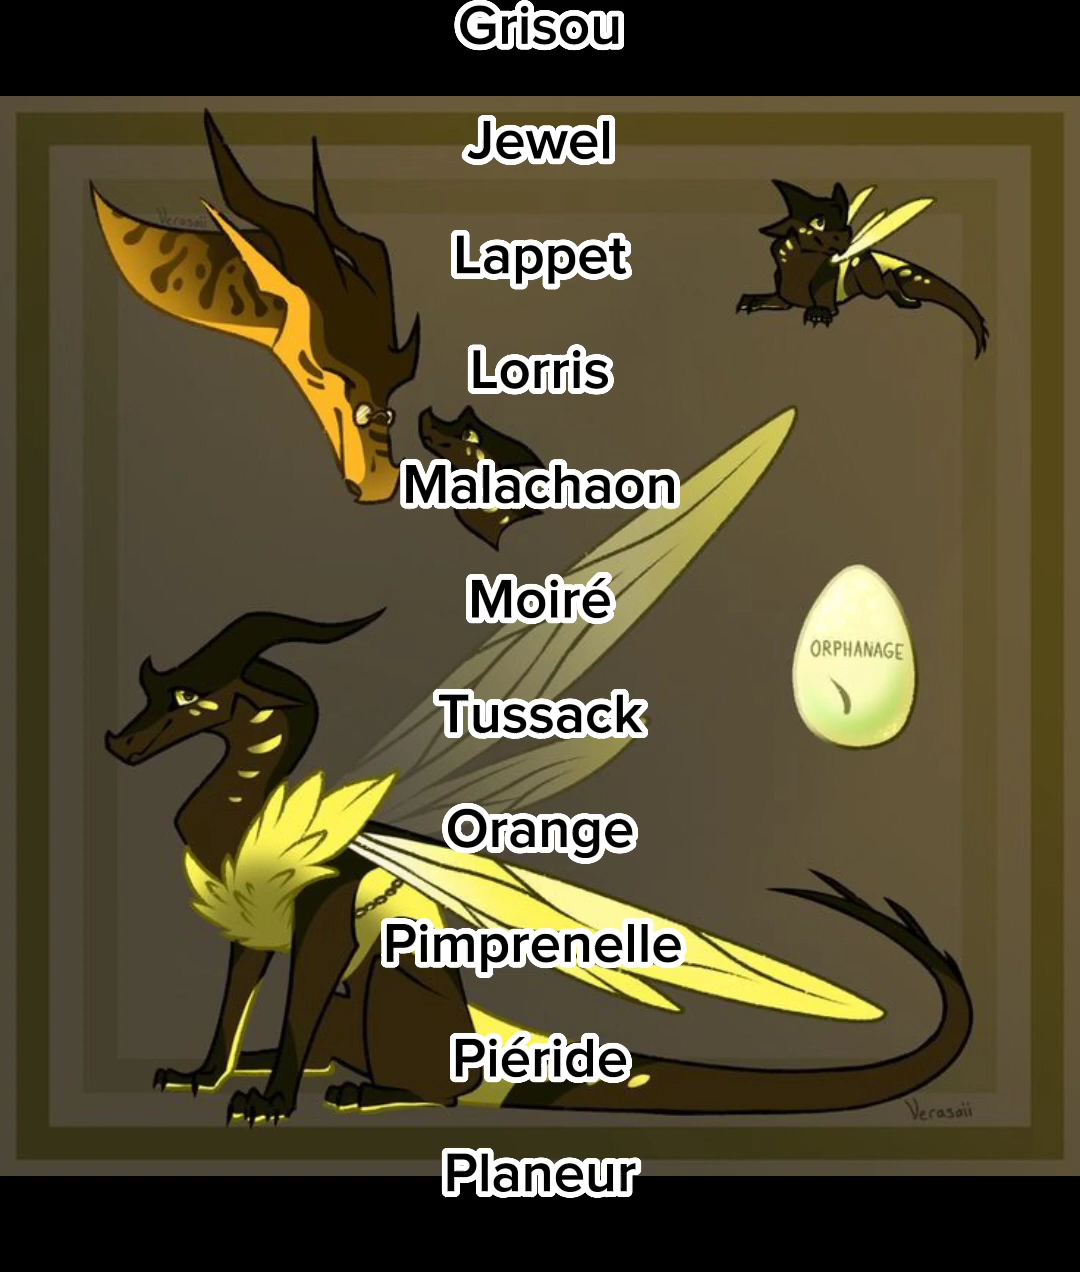 Grisou
Jewel
Verasaii
Lappet
Lorris
Malachaon
Moiré
ORPHANAGE
Tussack
Orange
Pimprenelle
Piéride
Verasaii
Planeur